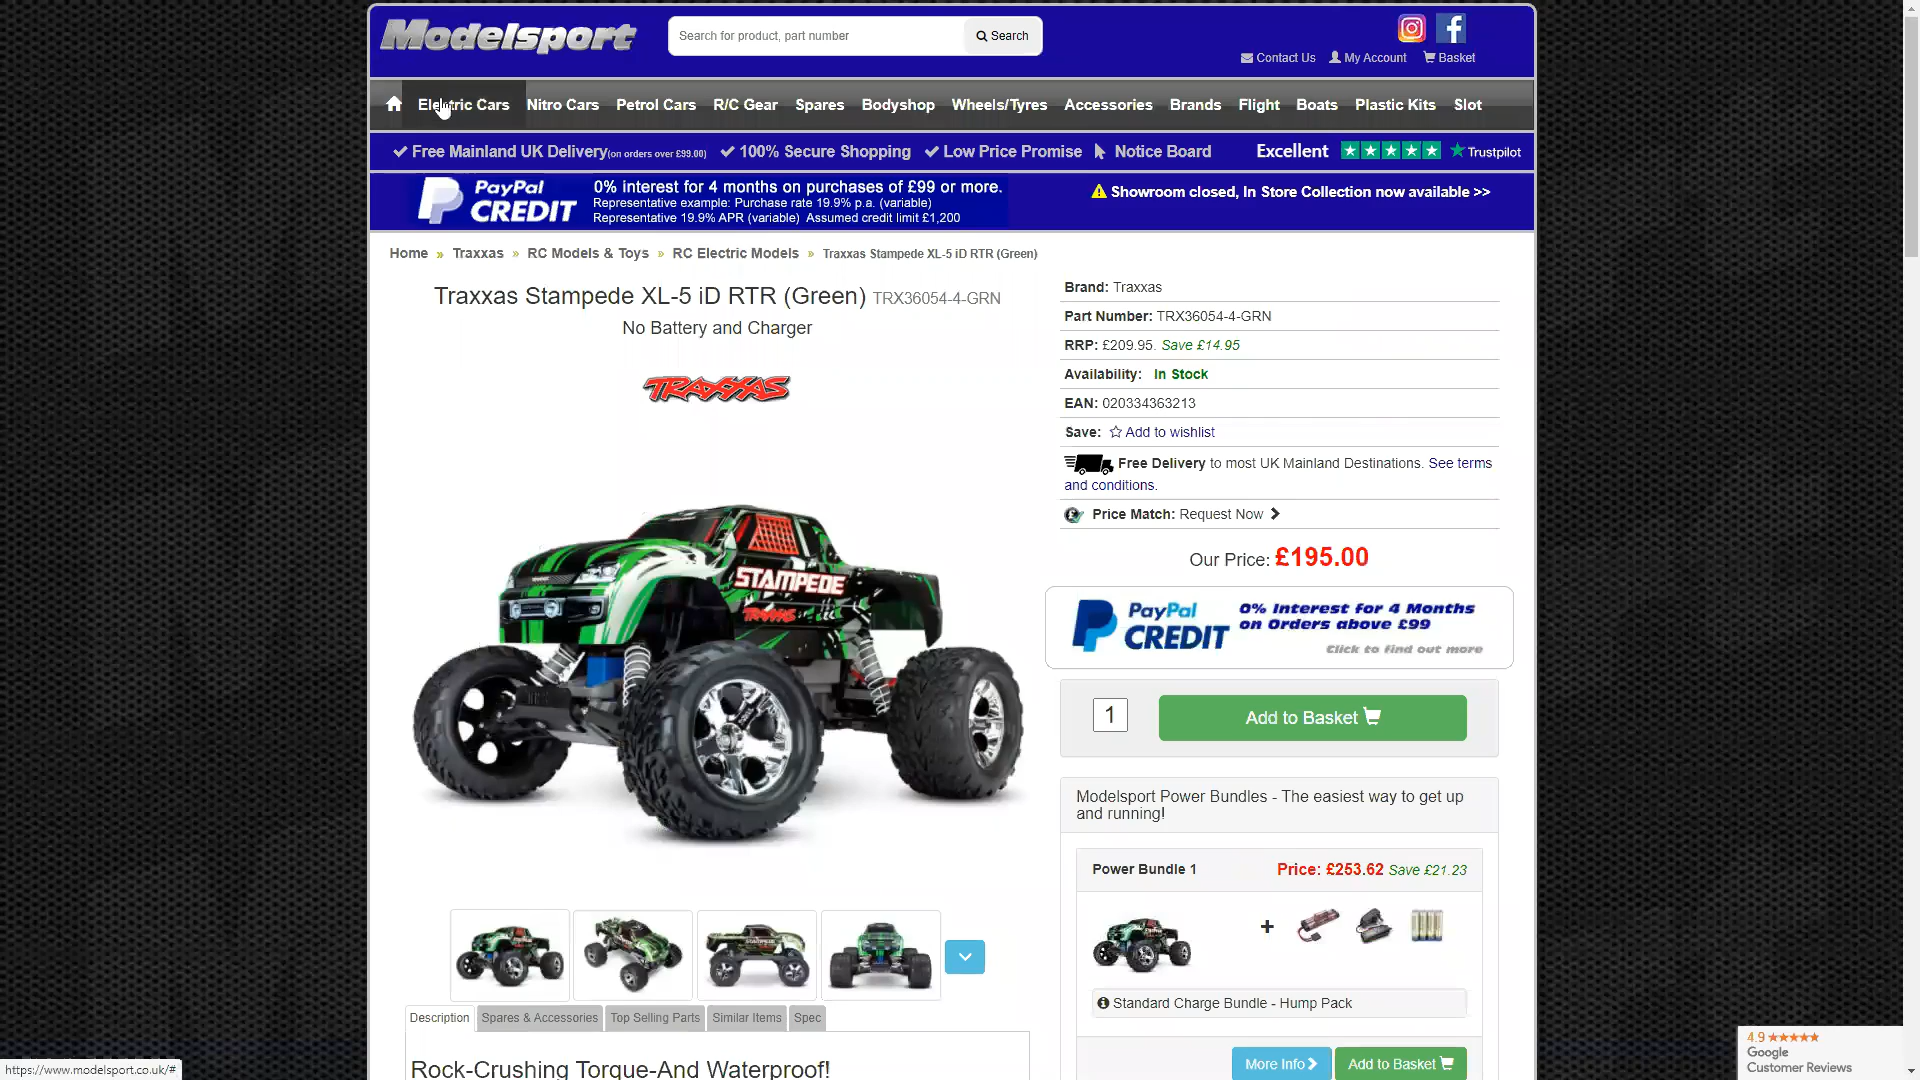 Modelsport
Search for product, part number
Search
Contact Us My Account Basket
Electric Cars Nitro Cars Petrol Cars R/C Gear Spares Bodyshop Wheels/Tyres Accessories Brands Flight Boats Plastic Kits Slot
Free Mainland UK Delivery(on orders over £99.00) 100% Secure Shopping Low Price Promise Notice Board Excellent Trustpilot
PayPal CREDIT
0% interest for 4 months on purchases of £99 or more.
Representative example: Purchase rate 19.9% p.a. (variable)
Representative 19.9% APR (variable) Assumed credit limit £1,200
Showroom closed, In Store Collection now available >>
Home » Traxxas » RC Models & Toys » RC Electric Models » Traxxas Stampede XL-5 iD RTR (Green)
Traxxas Stampede XL-5 iD RTR (Green) TRX36054-4-GRN
No Battery and Charger
TRAXXAS
STAMPEDE
TRAXXAS
Brand: Traxxas
Part Number: TRX36054-4-GRN
RRP: £209.95. Save £14.95
Availability: In Stock
EAN: 020334363213
Save: Add to wishlist
Free Delivery to most UK Mainland Destinations. See terms
and conditions.
Price Match: Request Now
Our Price: £195.00
PayPal CREDIT
0% Interest for 4 Months
on Orders above £99
Click to find out more
1
Add to Basket
Modelsport Power Bundles - The easiest way to get up
and running!
Power Bundle 1 Price: £253.62 Save £21.23
+
Standard Charge Bundle - Hump Pack
More Info Add to Basket
Description Spares & Accessories Top Selling Parts Similar Items Spec
Rock-Crushing Torque-And Waterproof!
4.9
Google
Customer Reviews
https://www.modelsport.co.uk/#